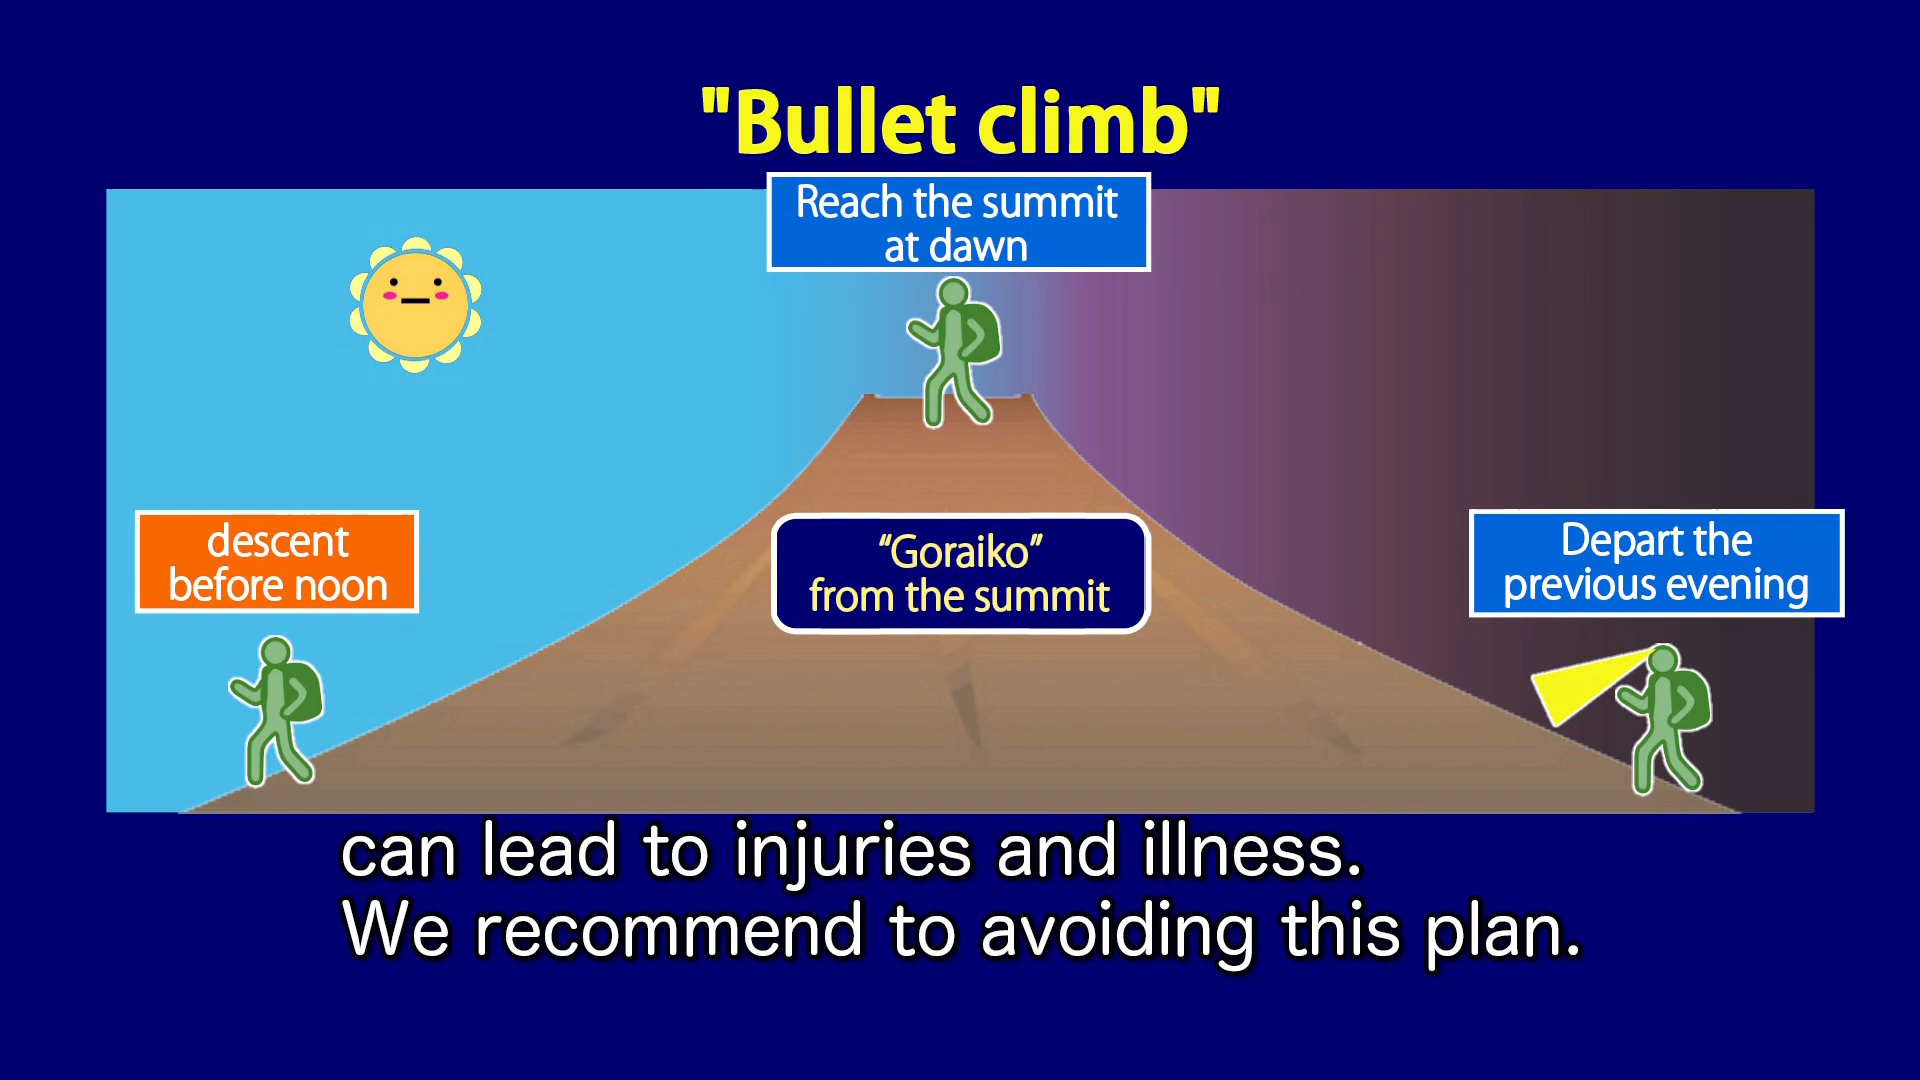 "Bullet climb"
Reach the summit
at dawn
descent
before noon
“Goraiko”
from the summit
Depart the
previous evening
can lead to injuries and illness.
We recommend to avoiding this plan.